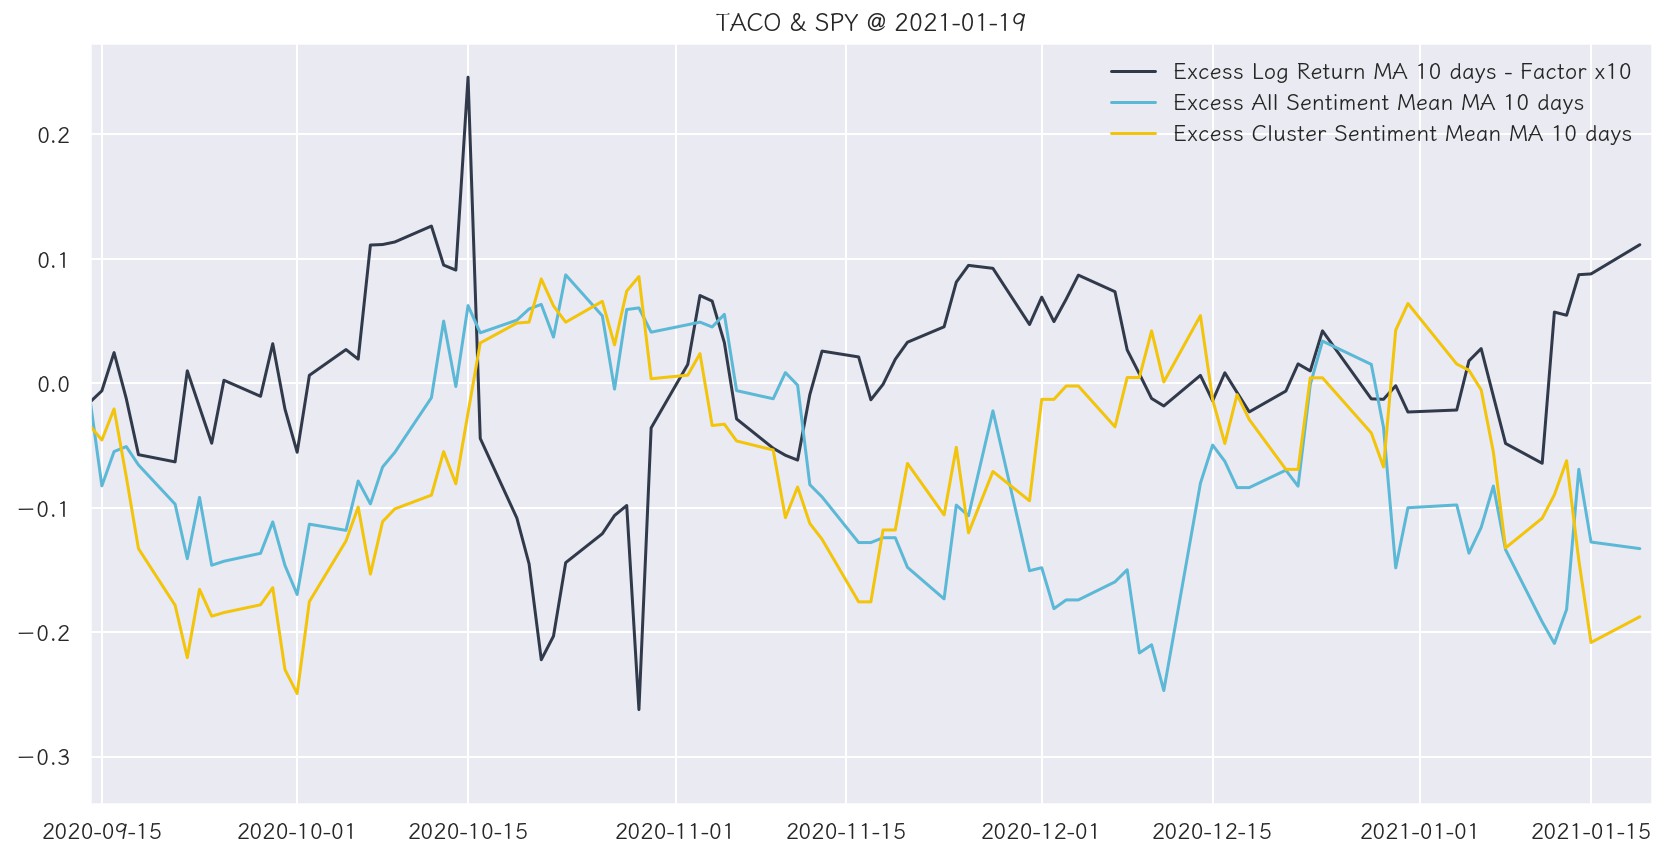 TACO & SPY @ 2021-01-19
Excess Log Return MA 10 days - Factor x10
Excess All Sentiment Mean MA 10 days
Excess Cluster Sentiment Mean MA 10 days
0.2
0.1
0.0
−0.1
−0.2
−0.3
2020-09-15 2020-10-01 2020-10-15 2020-11-01 2020-11-15 2020-12-01 2020-12-15 2021-01-01 2021-01-15